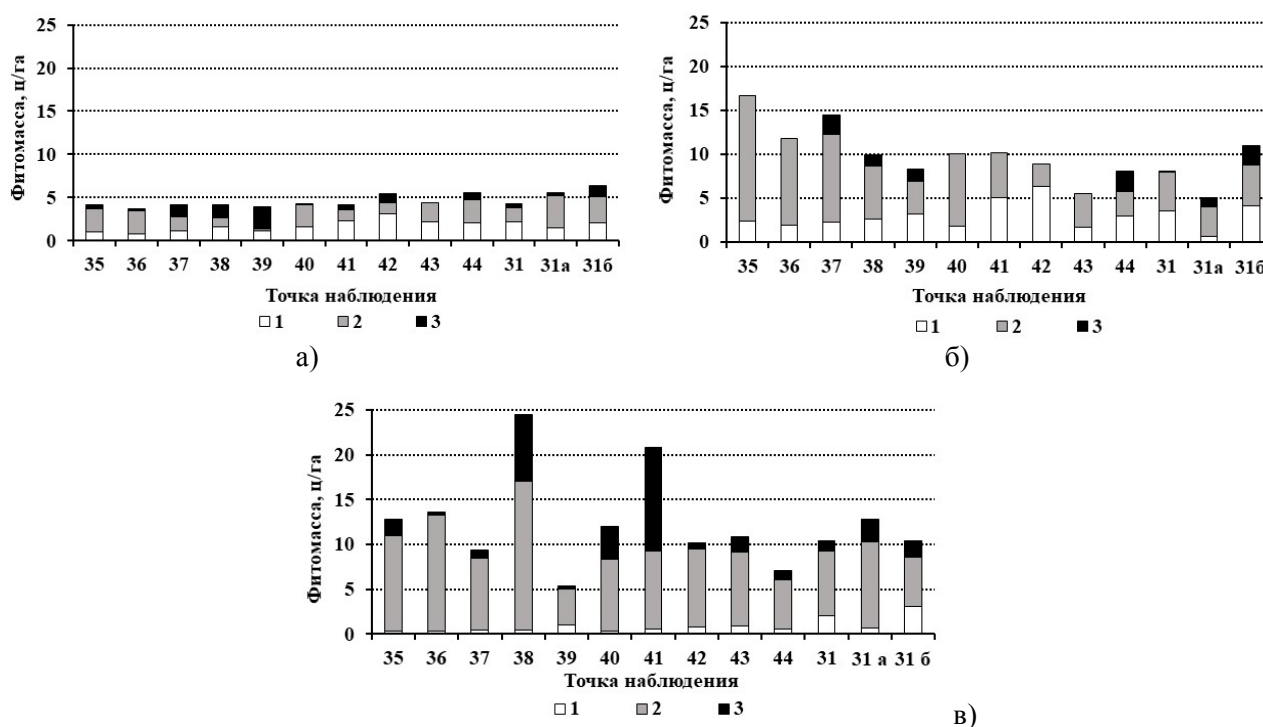 Фитомасса, ц/га
25
20
15
10
5
0
35 36 37 38 39 40 41 42 43 44 31 31а 31б
Точка наблюдения
1 2 3
а)
Фитомасса, ц/га
25
20
15
10
5
0
35 36 37 38 39 40 41 42 43 44 31 31а 31б
Точка наблюдения
1 2 3
б)
Фитомасса, ц/га
25
20
15
10
5
0
35 36 37 38 39 40 41 42 43 44 31 31 а 31 б
Точка наблюдения
1 2 3
в)